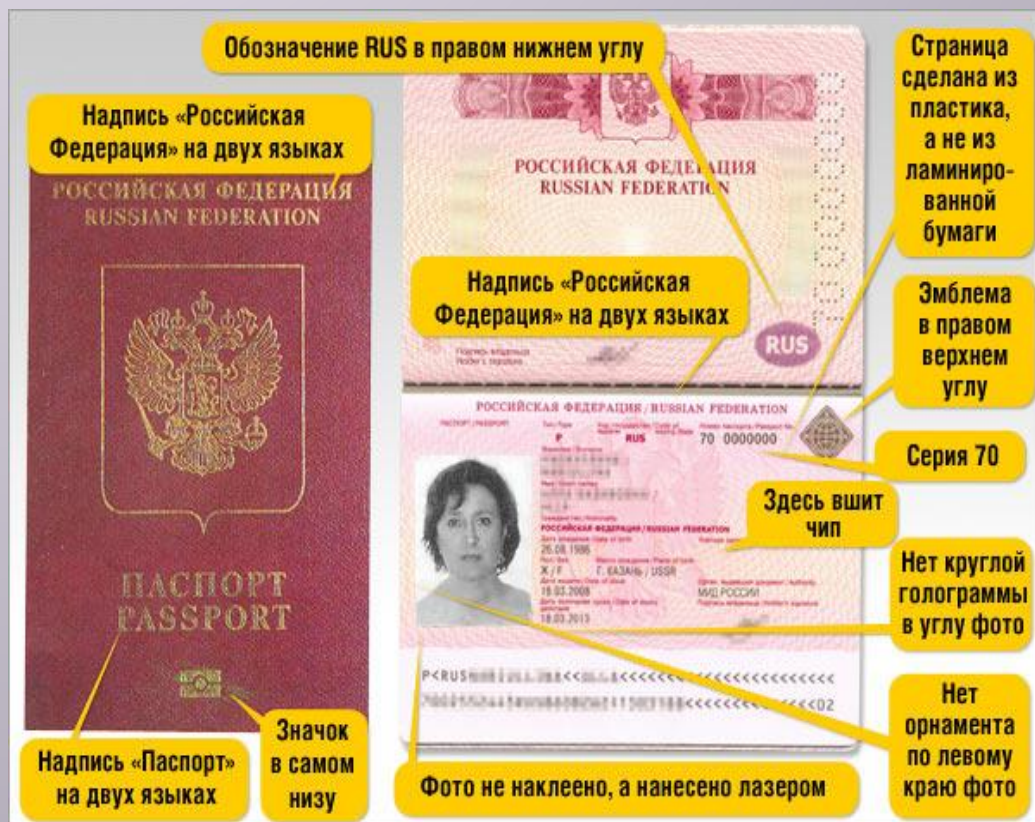 Обозначение RUS в правом нижнем углу
Страница
сделана из
пластика,
а не из
ламиниро-
ванной
бумаги
Надпись «Российская
Федерация» на двух языках
РОССИЙСКАЯ ФЕДЕРАЦИЯ
RUSSIAN FEDERATION
ПАСПОРТ
PASSPORT
Надпись «Паспорт»
на двух языках
Значок
в самом
низу
РОССИЙСКАЯ ФЕДЕРАЦИЯ
RUSSIAN FEDERATION
Надпись «Российская
Федерация» на двух языках
RUS
Эмблема
в правом
верхнем
углу
РОССИЙСКАЯ ФЕДЕРАЦИЯ / RUSSIAN FEDERATION
ПАСПОРТ / PASSPORT
P RUS 70 0000000
Серия 70
Здесь вшит
чип
РОССИЙСКАЯ ФЕДЕРАЦИЯ / RUSSIAN FEDERATION
26.08.1986
Ж / F Г. КАЗАНЬ / USSR
18.03.2008 МИД РОССИИ
18.03.2013
Нет круглой
голограммы
в углу фото
P<RUS
Нет
орнамента
по левому
краю фото
Фото не наклеено, а нанесено лазером